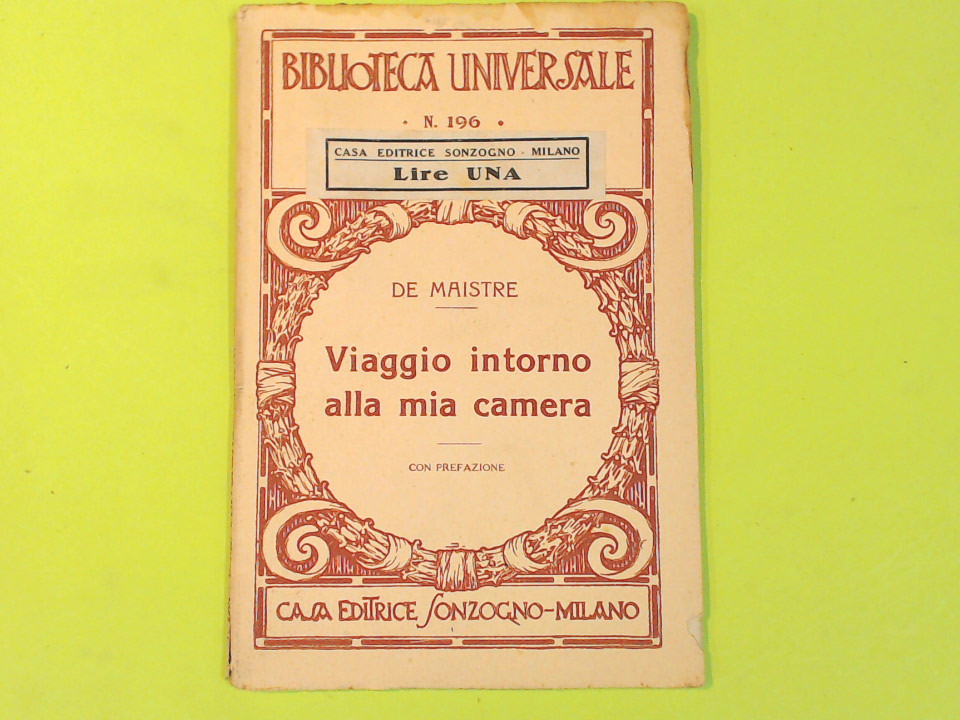 BIBLIOTECA UNIVERSALE
• N. 196 •
CASA EDITRICE SONZOGNO - MILANO
Lire UNA
DE MAISTRE
Viaggio intorno
alla mia camera
CON PREFAZIONE
CASA EDITRICE SONZOGNO-MILANO